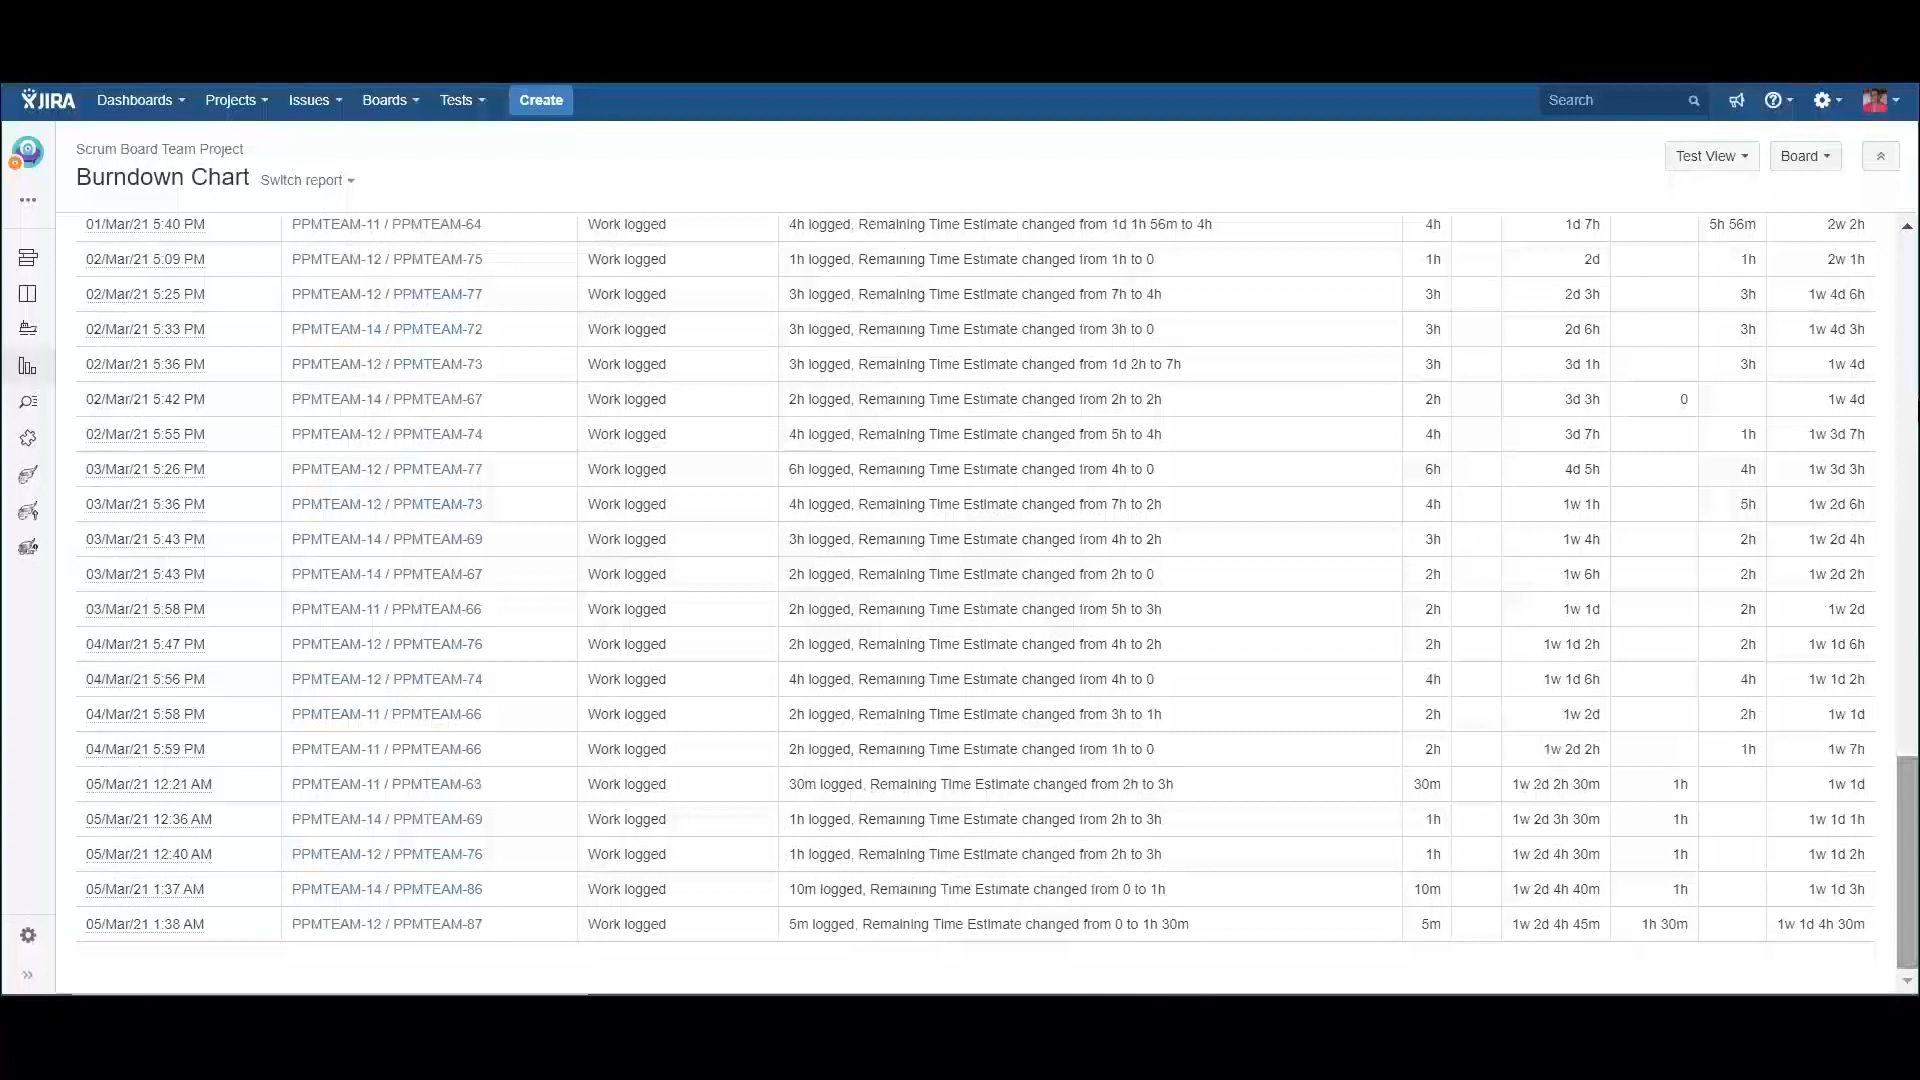 JIRA Dashboards Projects Issues Boards Tests Create Search
Scrum Board Team Project
Burndown Chart Switch report Test View Board
01/Mar/21 5:40 PM PPMTEAM-11 / PPMTEAM-64 Work logged 4h logged, Remaining Time Estimate changed from 1d 1h 56m to 4h 4h 1d 7h 5h 56m 2w 2h
02/Mar/21 5:09 PM PPMTEAM-12 / PPMTEAM-75 Work logged 1h logged, Remaining Time Estimate changed from 1h to 0 1h 2d 1h 2w 1h
02/Mar/21 5:25 PM PPMTEAM-12 / PPMTEAM-77 Work logged 3h logged, Remaining Time Estimate changed from 7h to 4h 3h 2d 3h 3h 1w 4d 6h
02/Mar/21 5:33 PM PPMTEAM-14 / PPMTEAM-72 Work logged 3h logged, Remaining Time Estimate changed from 3h to 0 3h 2d 6h 3h 1w 4d 3h
02/Mar/21 5:36 PM PPMTEAM-12 / PPMTEAM-73 Work logged 3h logged, Remaining Time Estimate changed from 1d 2h to 7h 3h 3d 1h 3h 1w 4d
02/Mar/21 5:42 PM PPMTEAM-14 / PPMTEAM-67 Work logged 2h logged, Remaining Time Estimate changed from 2h to 2h 2h 3d 3h 0 1w 4d
02/Mar/21 5:55 PM PPMTEAM-12 / PPMTEAM-74 Work logged 4h logged, Remaining Time Estimate changed from 5h to 4h 4h 3d 7h 1h 1w 3d 7h
03/Mar/21 5:26 PM PPMTEAM-12 / PPMTEAM-77 Work logged 6h logged, Remaining Time Estimate changed from 4h to 0 6h 4d 5h 4h 1w 3d 3h
03/Mar/21 5:36 PM PPMTEAM-12 / PPMTEAM-73 Work logged 4h logged, Remaining Time Estimate changed from 7h to 2h 4h 1w 1h 5h 1w 2d 6h
03/Mar/21 5:43 PM PPMTEAM-14 / PPMTEAM-69 Work logged 3h logged, Remaining Time Estimate changed from 4h to 2h 3h 1w 4h 2h 1w 2d 4h
03/Mar/21 5:43 PM PPMTEAM-14 / PPMTEAM-67 Work logged 2h logged, Remaining Time Estimate changed from 2h to 0 2h 1w 6h 2h 1w 2d 2h
03/Mar/21 5:58 PM PPMTEAM-11 / PPMTEAM-66 Work logged 2h logged, Remaining Time Estimate changed from 5h to 3h 2h 1w 1d 2h 1w 2d
04/Mar/21 5:47 PM PPMTEAM-12 / PPMTEAM-76 Work logged 2h logged, Remaining Time Estimate changed from 4h to 2h 2h 1w 1d 2h 2h 1w 1d 6h
04/Mar/21 5:56 PM PPMTEAM-12 / PPMTEAM-74 Work logged 4h logged, Remaining Time Estimate changed from 4h to 0 4h 1w 1d 6h 4h 1w 1d 2h
04/Mar/21 5:58 PM PPMTEAM-11 / PPMTEAM-66 Work logged 2h logged, Remaining Time Estimate changed from 3h to 1h 2h 1w 2d 2h 1w 1d
04/Mar/21 5:59 PM PPMTEAM-11 / PPMTEAM-66 Work logged 2h logged, Remaining Time Estimate changed from 1h to 0 2h 1w 2d 2h 1h 1w 7h
05/Mar/21 12:21 AM PPMTEAM-11 / PPMTEAM-63 Work logged 30m logged, Remaining Time Estimate changed from 2h to 3h 30m 1w 2d 2h 30m 1h 1w 1d
05/Mar/21 12:36 AM PPMTEAM-14 / PPMTEAM-69 Work logged 1h logged, Remaining Time Estimate changed from 2h to 3h 1h 1w 2d 3h 30m 1h 1w 1d 1h
05/Mar/21 12:40 AM PPMTEAM-12 / PPMTEAM-76 Work logged 1h logged, Remaining Time Estimate changed from 2h to 3h 1h 1w 2d 4h 30m 1h 1w 1d 2h
05/Mar/21 1:37 AM PPMTEAM-14 / PPMTEAM-86 Work logged 10m logged, Remaining Time Estimate changed from 0 to 1h 10m 1w 2d 4h 40m 1h 1w 1d 3h
05/Mar/21 1:38 AM PPMTEAM-12 / PPMTEAM-87 Work logged 5m logged, Remaining Time Estimate changed from 0 to 1h 30m 5m 1w 2d 4h 45m 1h 30m 1w 1d 4h 30m